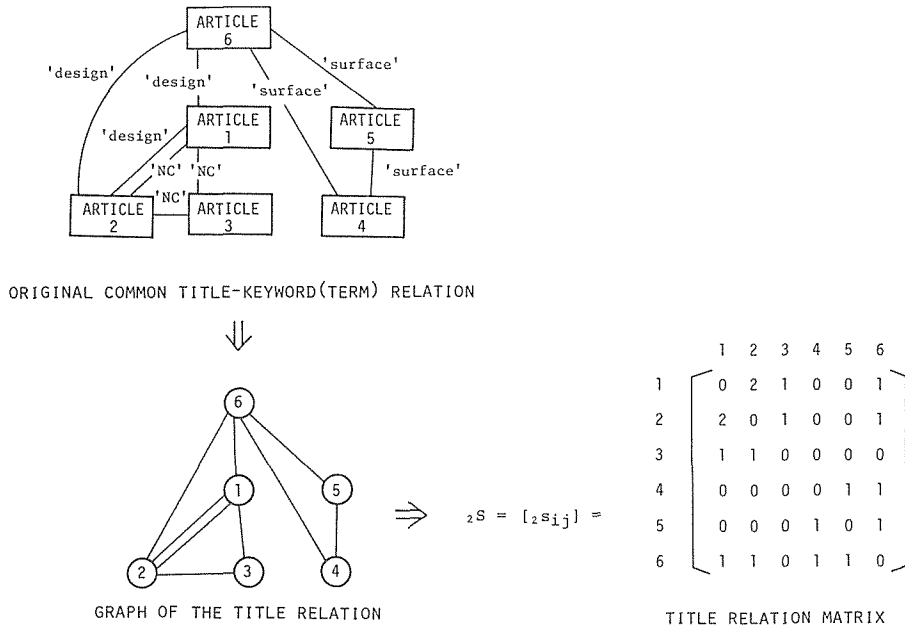 ARTICLE
6
'surface'
'design'
'design'
'surface'
ARTICLE
1
ARTICLE
5
'design'
'NC' 'NC'
'surface'
'NC'
ARTICLE
2
ARTICLE
3
ARTICLE
4
ORIGINAL COMMON TITLE-KEYWORD(TERM) RELATION
⇓
6
1
5
2
3
4
GRAPH OF THE TITLE RELATION
⇒
₂S = [₂sij] =
1 2 3 4 5 6
1 0 2 1 0 0 1
2 2 0 1 0 0 1
3 1 1 0 0 0 0
4 0 0 0 0 1 1
5 0 0 0 1 0 1
6 1 1 0 1 1 0
TITLE RELATION MATRIX